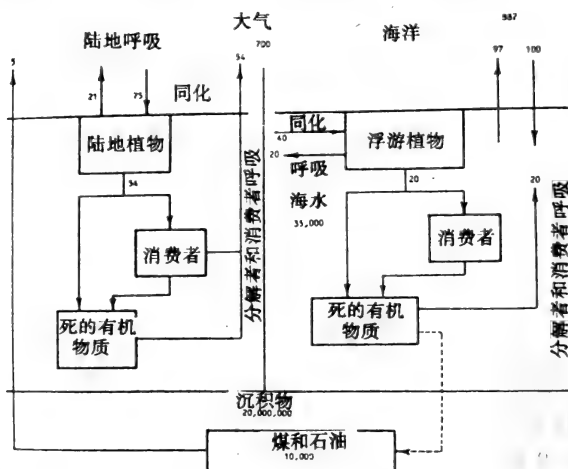 大气
700
海洋
987
陆地呼吸
5
21
75
同化
54
97
100
陆地植物
54
消费者
死的有机
物质
分解者和消费者呼吸
同化
40
20
呼吸
浮游植物
20
海水
35,000
消费者
死的有机
物质
20
分解者和消费者呼吸
沉积物
20,000,000
煤和石油
10,000